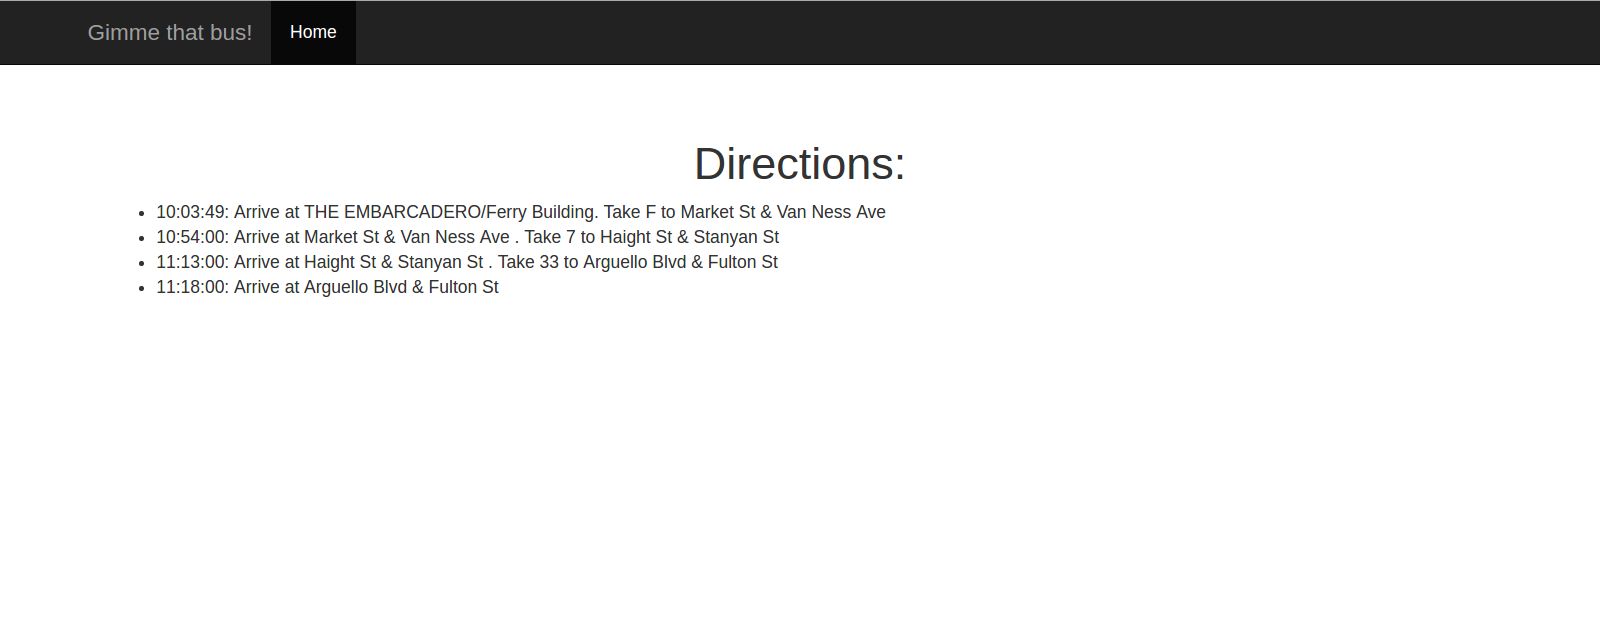 Gimme that bus! Home
Directions:
10:03:49: Arrive at THE EMBARCADERO/Ferry Building. Take F to Market St & Van Ness Ave
10:54:00: Arrive at Market St & Van Ness Ave . Take 7 to Haight St & Stanyan St
11:13:00: Arrive at Haight St & Stanyan St . Take 33 to Arguello Blvd & Fulton St
11:18:00: Arrive at Arguello Blvd & Fulton St